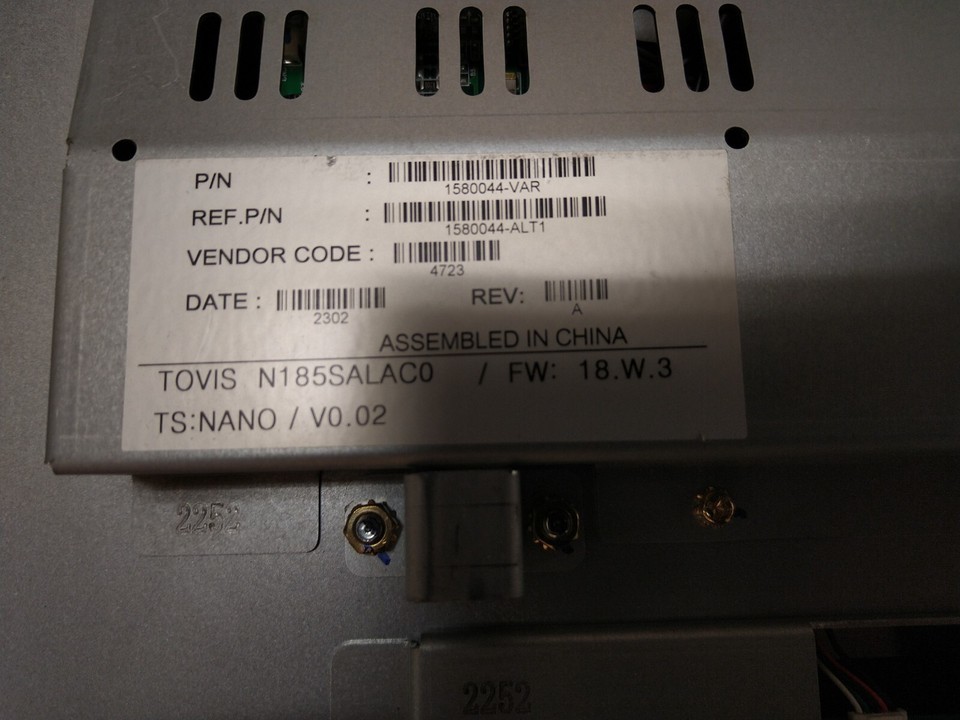 P/N : 
1580044-VAR
REF.P/N : 
1580044-ALT1
VENDOR CODE : 
4723
DATE : 
2302
REV: 
A
ASSEMBLED IN CHINA
TOVIS N185SALAC0 / FW: 18.W.3
TS:NANO / V0.02
2252
2252